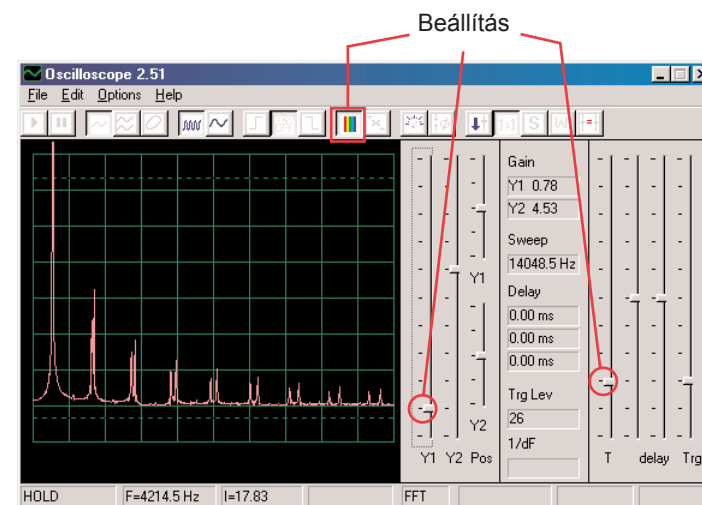 Beállítás
Oscilloscope 2.51
File Edit Options Help
Gain
Y1 0.78
Y2 4.53
Sweep
14048.5 Hz
Y1
Delay
0.00 ms
0.00 ms
0.00 ms
Trg Lev
26
Y2
1/dF
Y1 Y2 Pos
T delay Trg
HOLD F=4214.5 Hz I=17.83 FFT